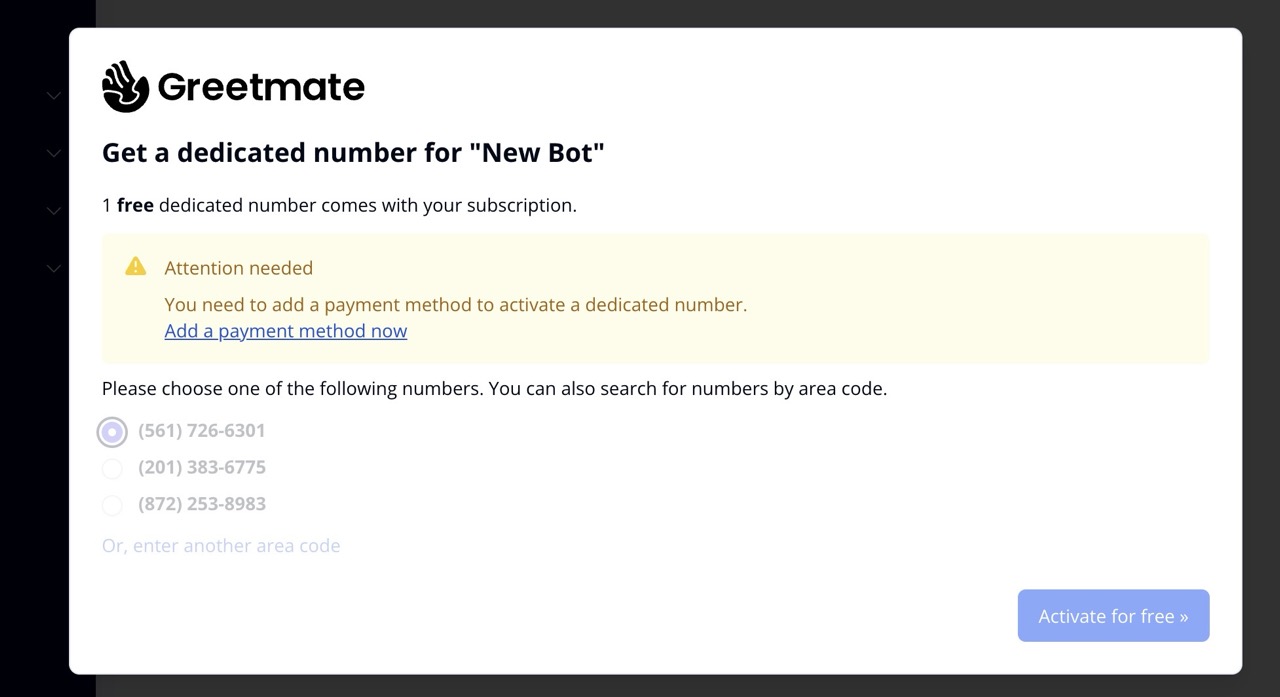 Greetmate
Get a dedicated number for "New Bot"
1 free dedicated number comes with your subscription.
Attention needed
You need to add a payment method to activate a dedicated number.
Add a payment method now
Please choose one of the following numbers. You can also search for numbers by area code.
(561) 726-6301
(201) 383-6775
(872) 253-8983
Or, enter another area code
Activate for free »